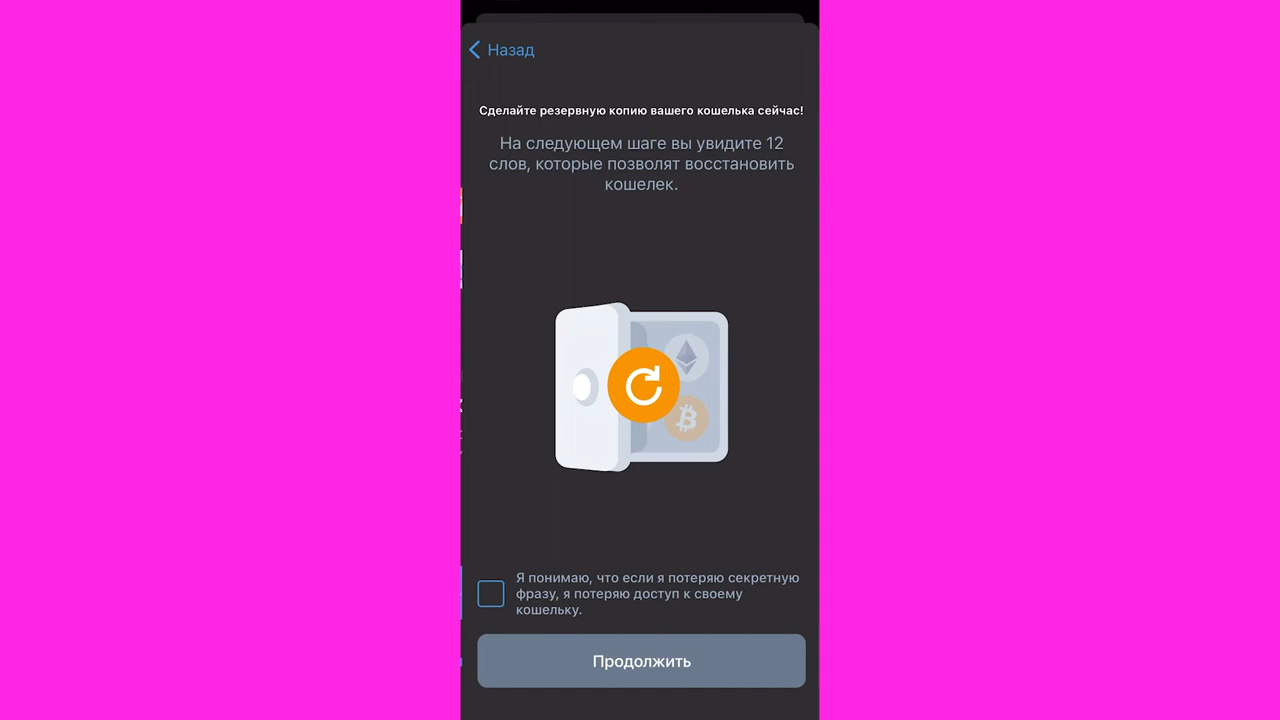 Назад
Сделайте резервную копию вашего кошелька сейчас!
На следующем шаге вы увидите 12
слов, которые позволят восстановить
кошелек.
Я понимаю, что если я потеряю секретную
фразу, я потеряю доступ к своему
кошельку.
Продолжить